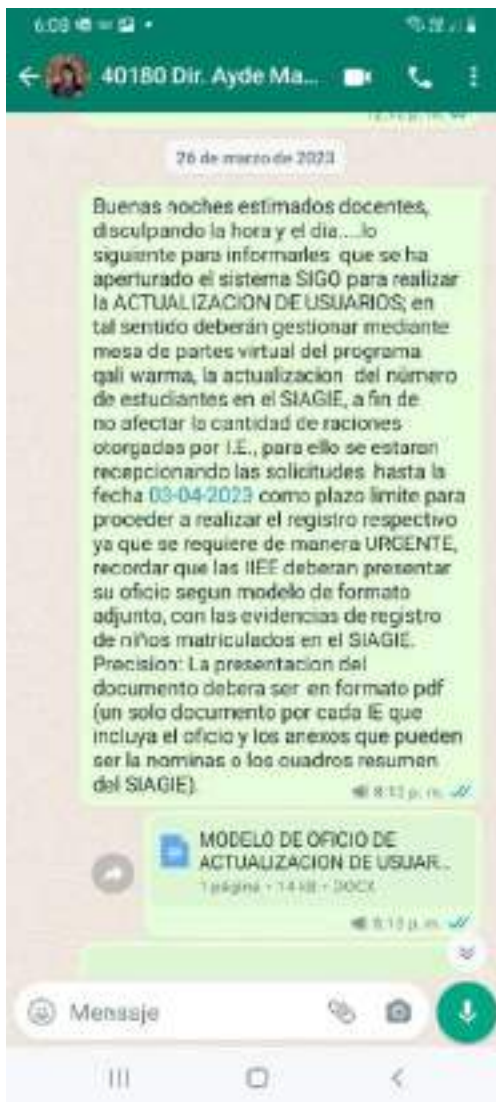 6:08
40180 Dir. Ayde Ma...
26 de marzo de 2023
Buenas noches estimados docentes,
disculpando la hora y el dia....lo
siguiente para informarles que se ha
aperturado el sistema SIGO para realizar
la ACTUALIZACION DE USUARIOS; en
tal sentido deberán gestionar mediante
mesa de partes virtual del programa
qali warma, la actualizacion del número
de estudiantes en el SIAGIE, a fin de
no afectar la cantidad de raciones
otorgadas por I.E., para ello se estaran
recepcionando las solicitudes hasta la
fecha 03-04-2023 como plazo limite para
proceder a realizar el registro respectivo
ya que se requiere de manera URGENTE,
recordar que las IIEE deberan presentar
su oficio segun modelo de formato
adjunto, con las evidencias de registro
de niños matriculados en el SIAGIE.
Precision: La presentacion del
documento debera ser en formato pdf
(un solo documento por cada IE que
incluya el oficio y los anexos que pueden
ser la nominas o los cuadros resumen
del SIAGIE)
8:13 p. m.
MODELO DE OFICIO DE
ACTUALIZACION DE USUAR...
1 página • 14 kB • DOCX
8:13 p. m.
Mensaje